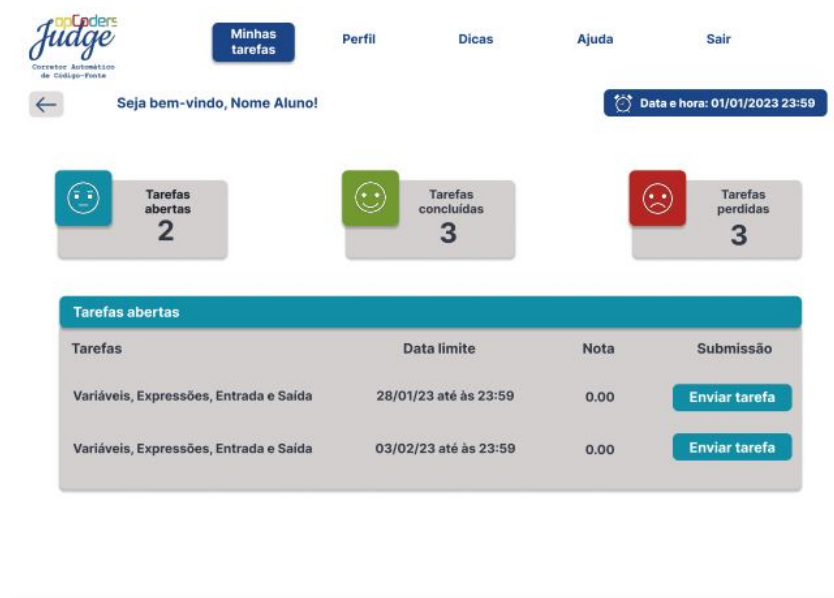 opCoders
Judge
Corretor Automático
de Código-Fonte
Minhas
tarefas
Perfil
Dicas
Ajuda
Sair
Seja bem-vindo, Nome Aluno!
Data e hora: 01/01/2023 23:59
Tarefas
abertas
2
Tarefas
concluídas
3
Tarefas
perdidas
3
Tarefas abertas
Tarefas Data limite Nota Submissão
Variáveis, Expressões, Entrada e Saída 28/01/23 até às 23:59 0.00 Enviar tarefa
Variáveis, Expressões, Entrada e Saída 03/02/23 até às 23:59 0.00 Enviar tarefa